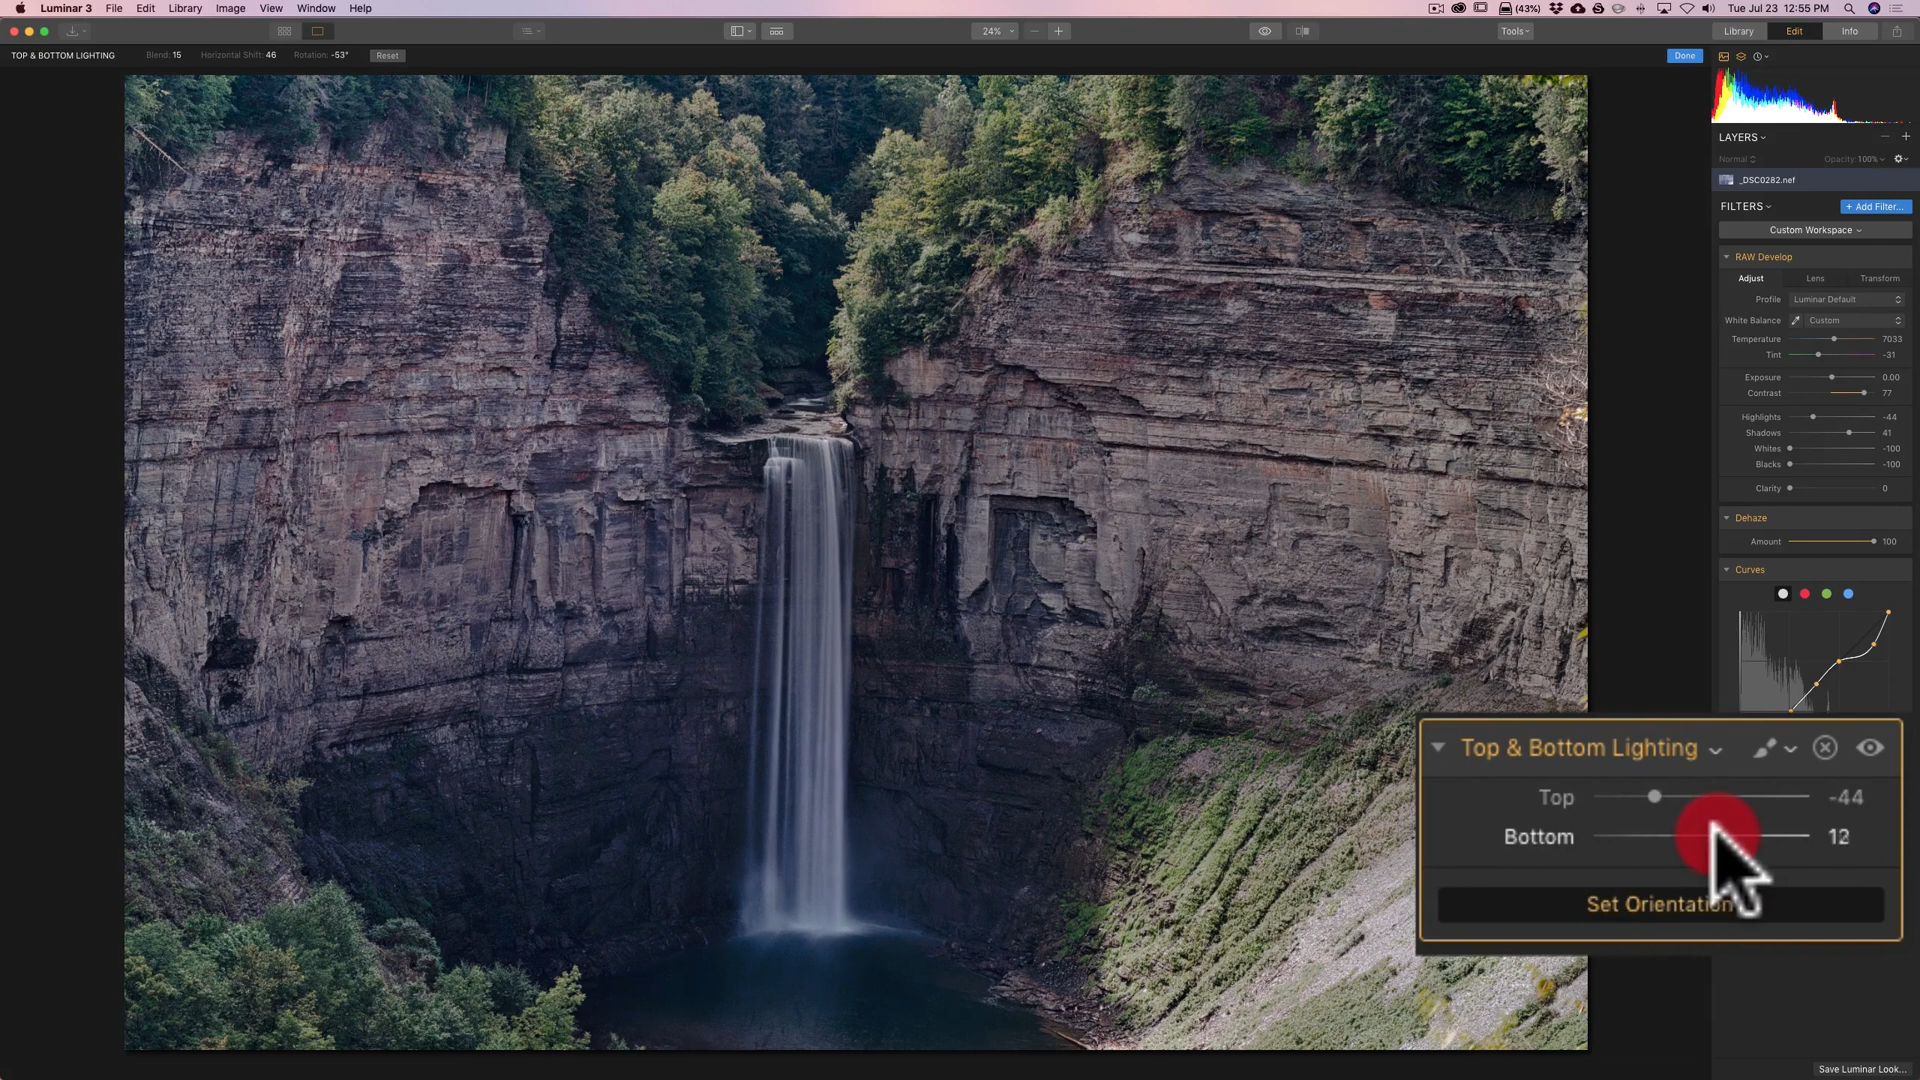 Luminar 3 File Edit Library Image View Window Help (43%) Tue Jul 23 12:55 PM
24% Tools Library Edit Info
TOP & BOTTOM LIGHTING Blend: 15 Horizontal Shift: 46 Rotation: -53° Reset Done
LAYERS
Normal Opacity: 100%
_DSC0282.nef
FILTERS + Add Filter...
Custom Workspace
RAW Develop
Adjust Lens Transform
Profile Luminar Default
White Balance Custom
Temperature 7033
Tint -31
Exposure 0.00
Contrast 77
Highlights -44
Shadows 41
Whites -100
Blacks -100
Clarity 0
Dehaze
Amount 100
Curves
Top & Bottom Lighting
Top -44
Bottom 12
Set Orientation
Save Luminar Look...